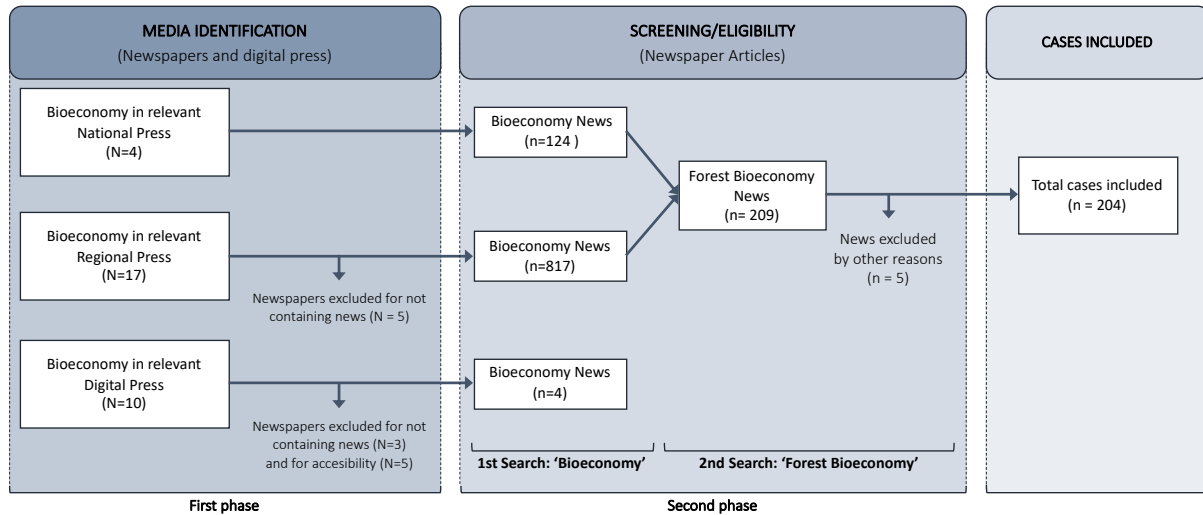 MEDIA IDENTIFICATION
(Newspapers and digital press)
SCREENING/ELIGIBILITY
(Newspaper Articles)
CASES INCLUDED
Bioeconomy in relevant
National Press
(N=4)
Bioeconomy News
(n=124 )
Forest Bioeconomy
News
(n= 209)
Total cases included
(n = 204)
News excluded
by other reasons
(n = 5)
Bioeconomy in relevant
Regional Press
(N=17)
Newspapers excluded for not
containing news (N = 5)
Bioeconomy News
(n=817)
Bioeconomy in relevant
Digital Press
(N=10)
Newspapers excluded for not
containing news (N=3)
and for accesibility (N=5)
Bioeconomy News
(n=4)
1st Search: ‘Bioeconomy’
2nd Search: ‘Forest Bioeconomy’
First phase
Second phase